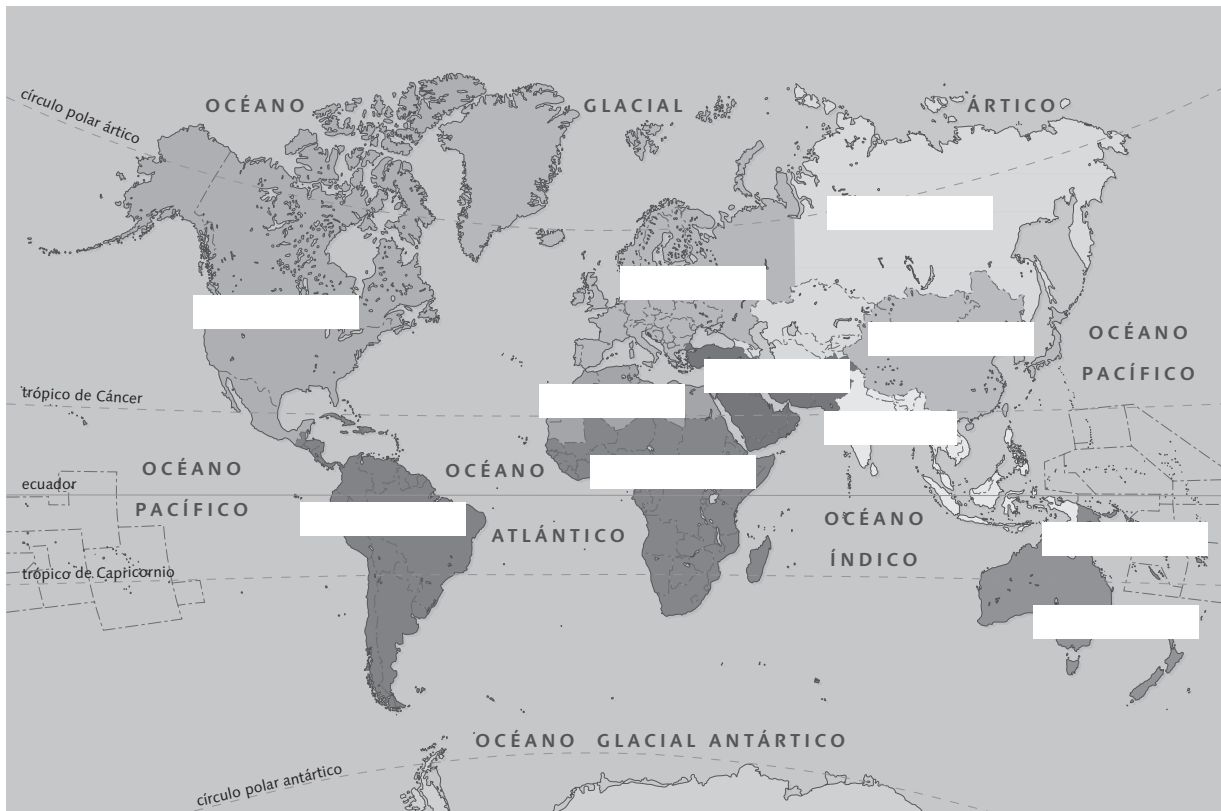 OCÉANO GLACIAL ÁRTICO
círculo polar ártico
OCÉANO
PACÍFICO
trópico de Cáncer
OCÉANO
PACÍFICO
OCÉANO
ATLÁNTICO
ecuador
OCÉANO
ÍNDICO
trópico de Capricornio
OCÉANO GLACIAL ANTÁRTICO
círculo polar antártico